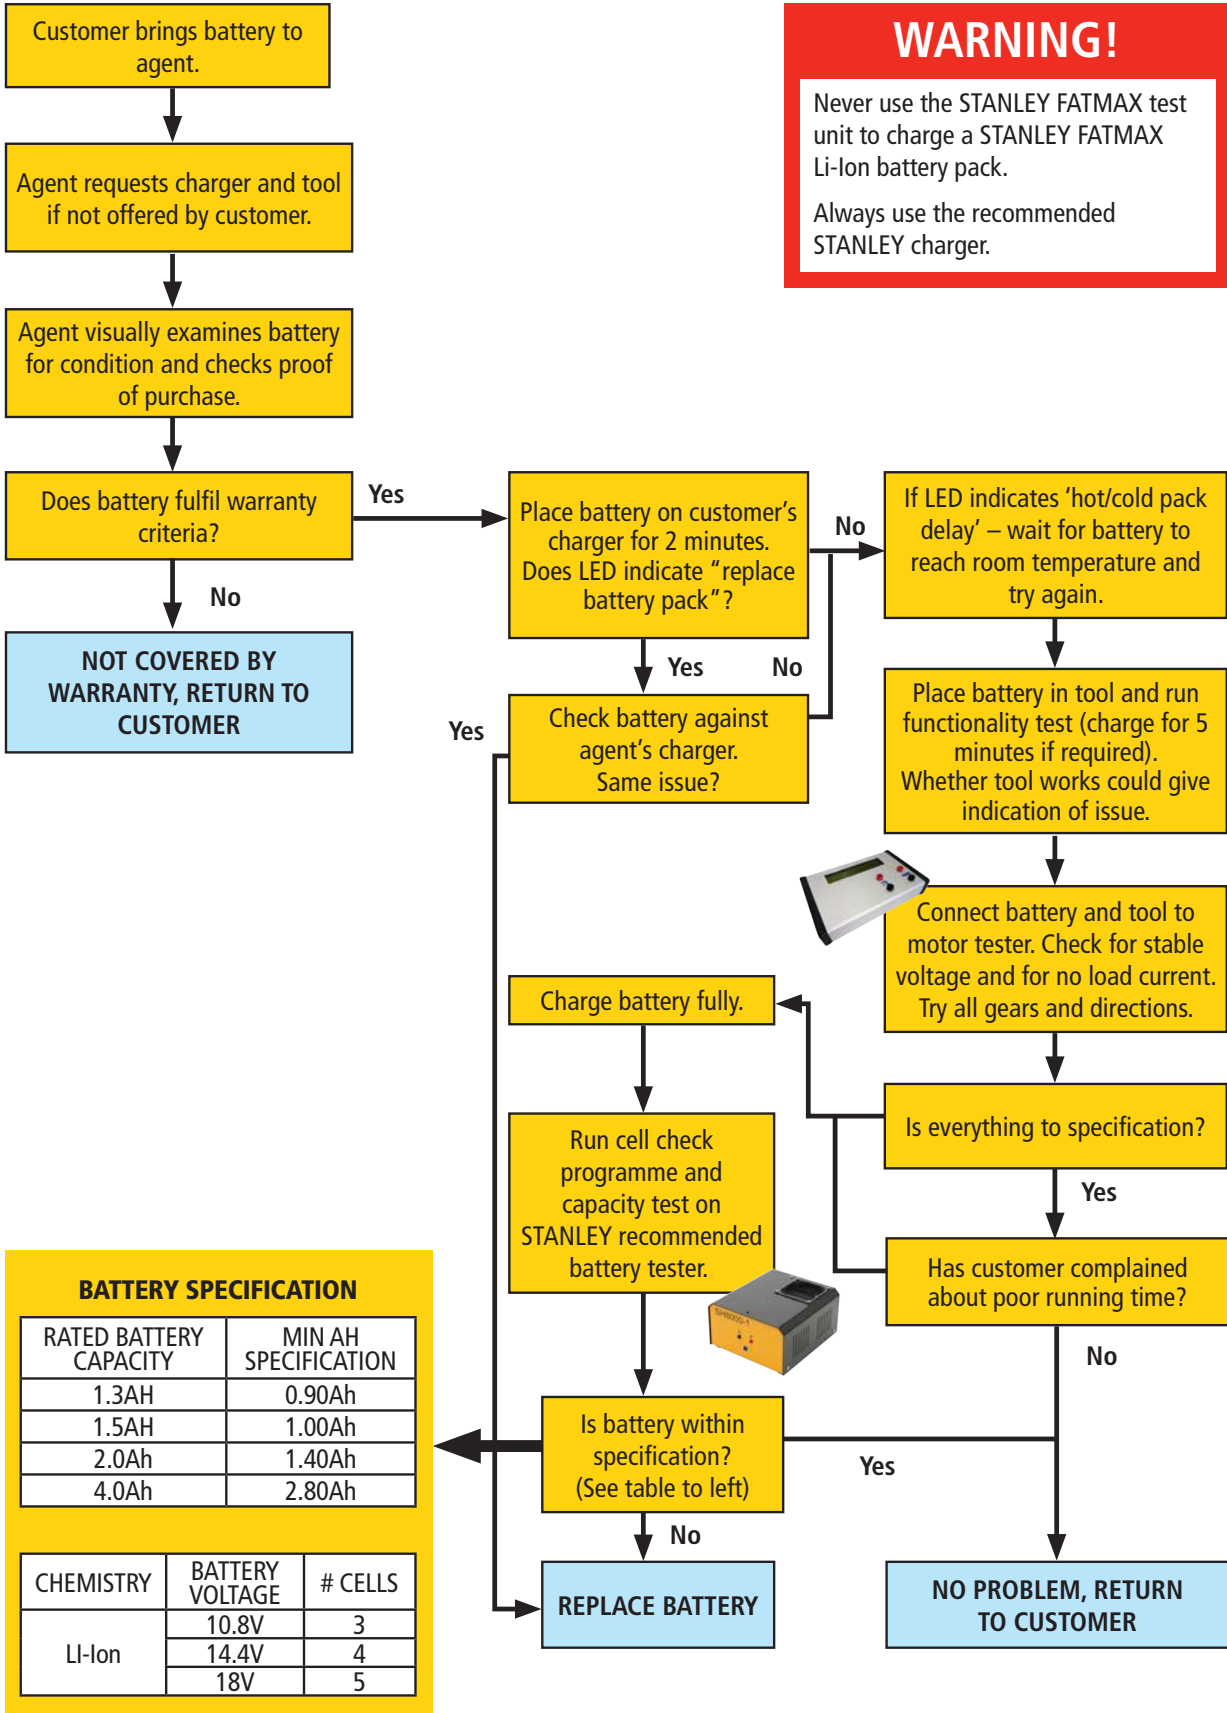 Customer brings battery to
agent.
WARNING!
Never use the STANLEY FATMAX test
unit to charge a STANLEY FATMAX
Li-Ion battery pack.
Always use the recommended
STANLEY charger.
Agent requests charger and tool
if not offered by customer.
Agent visually examines battery
for condition and checks proof
of purchase.
Does battery fulfil warranty
criteria?
Yes
No
NOT COVERED BY
WARRANTY, RETURN TO
CUSTOMER
Place battery on customer's
charger for 2 minutes.
Does LED indicate “replace
battery pack”?
No
Yes
No
Check battery against
agent's charger.
Same issue?
Yes
If LED indicates ‘hot/cold pack
delay’ – wait for battery to
reach room temperature and
try again.
Place battery in tool and run
functionality test (charge for 5
minutes if required).
Whether tool works could give
indication of issue.
Connect battery and tool to
motor tester. Check for stable
voltage and for no load current.
Try all gears and directions.
Is everything to specification?
Yes
Has customer complained
about poor running time?
No
Charge battery fully.
Run cell check
programme and
capacity test on
STANLEY recommended
battery tester.
SH8000-1
Is battery within
specification?
(See table to left)
Yes
No
REPLACE BATTERY
NO PROBLEM, RETURN
TO CUSTOMER
BATTERY SPECIFICATION
RATED BATTERY CAPACITY MIN AH SPECIFICATION
1.3AH 0.90Ah
1.5AH 1.00Ah
2.0Ah 1.40Ah
4.0Ah 2.80Ah
CHEMISTRY BATTERY VOLTAGE # CELLS
LI-Ion 10.8V 3
14.4V 4
18V 5